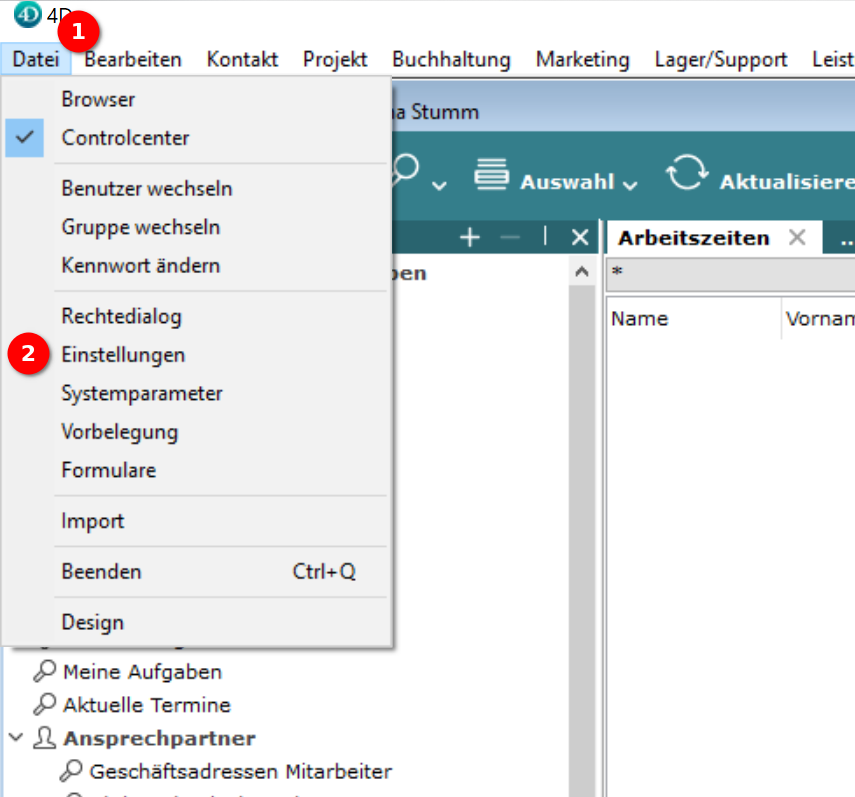 4D
1
Datei Bearbeiten Kontakt Projekt Buchhaltung Marketing Lager/Support Leist
Browser
Stumm
Controlcenter
Auswahl Aktualisiere
Benutzer wechseln
Gruppe wechseln
Arbeitszeiten ..
Kennwort ändern
ben
*
Rechtedialog
Name Vornam
2 Einstellungen
Systemparameter
Vorbelegung
Formulare
Import
Beenden Ctrl+Q
Design
Meine Aufgaben
Aktuelle Termine
Ansprechpartner
Geschäftsadressen Mitarbeiter